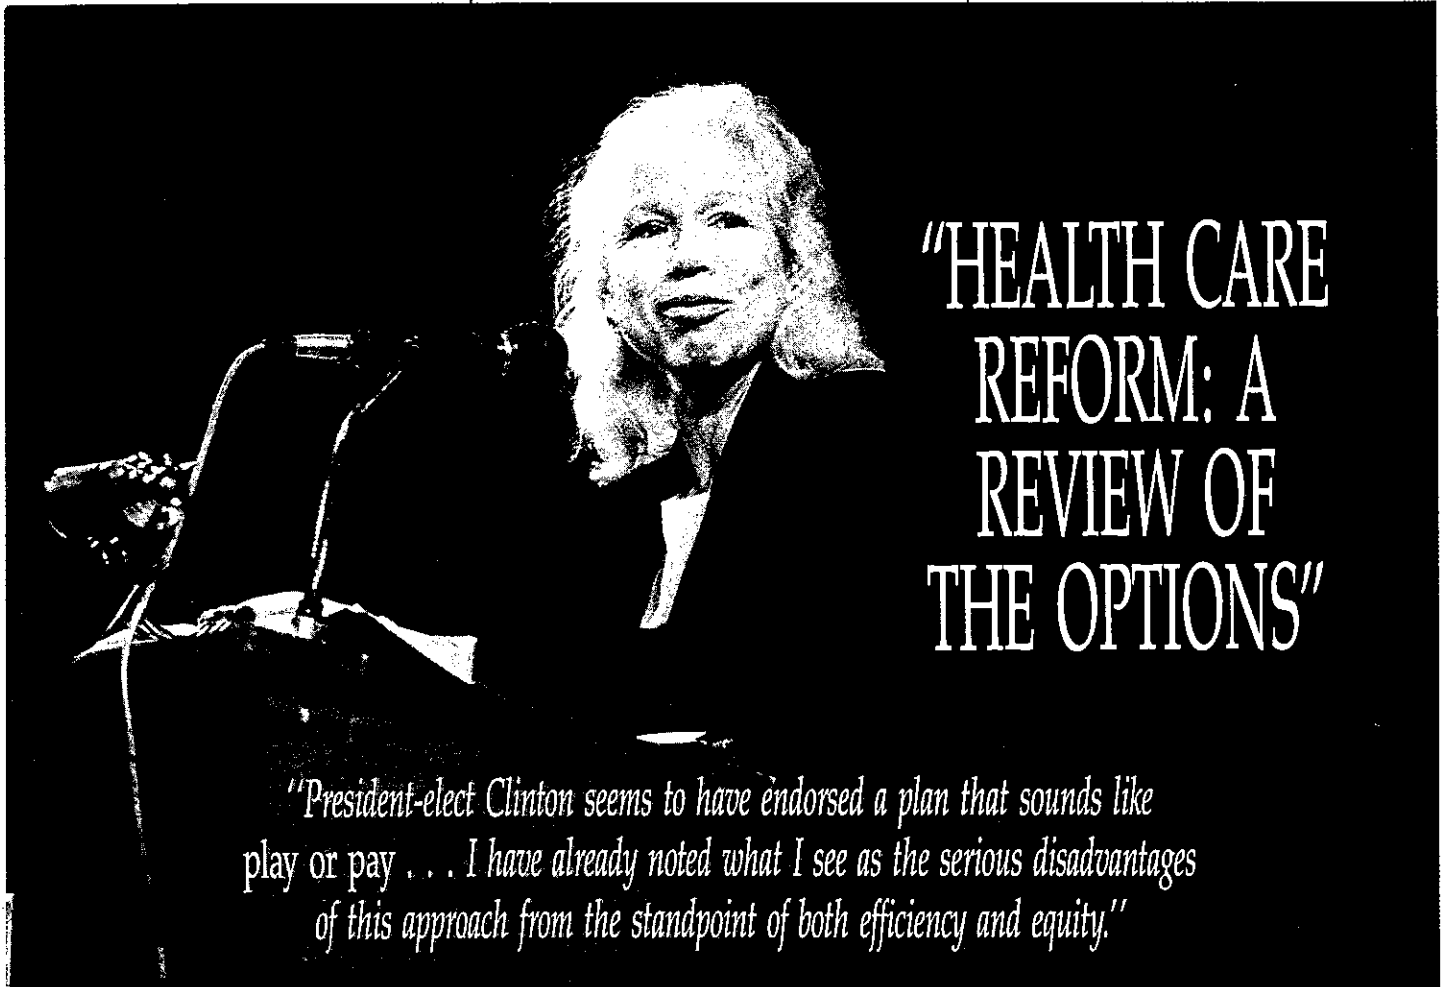 "HEALTH CARE
REFORM: A
REVIEW OF
THE OPTIONS"
"President-elect Clinton seems to have endorsed a plan that sounds like
play or pay . . . I have already noted what I see as the serious disadvantages
of this approach from the standpoint of both efficiency and equity."